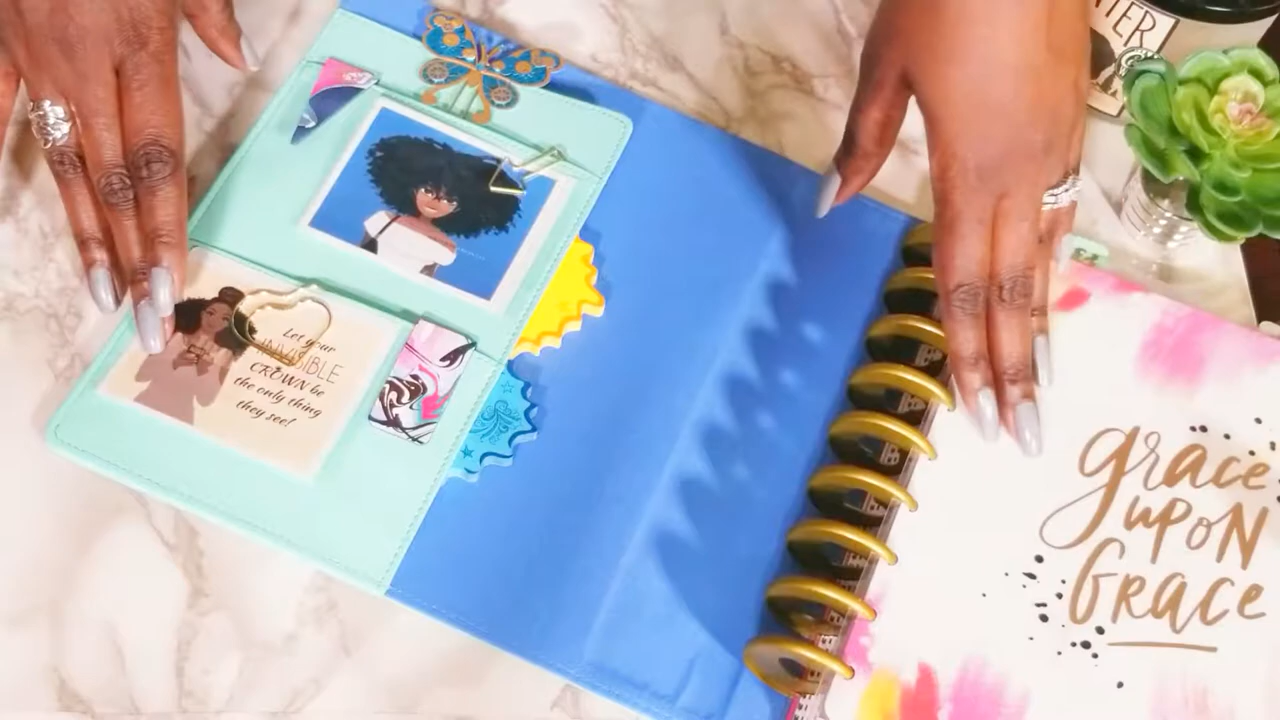 Let your
INVISIBLE
CROWN be
the only thing
they see!
grace
upon
Grace